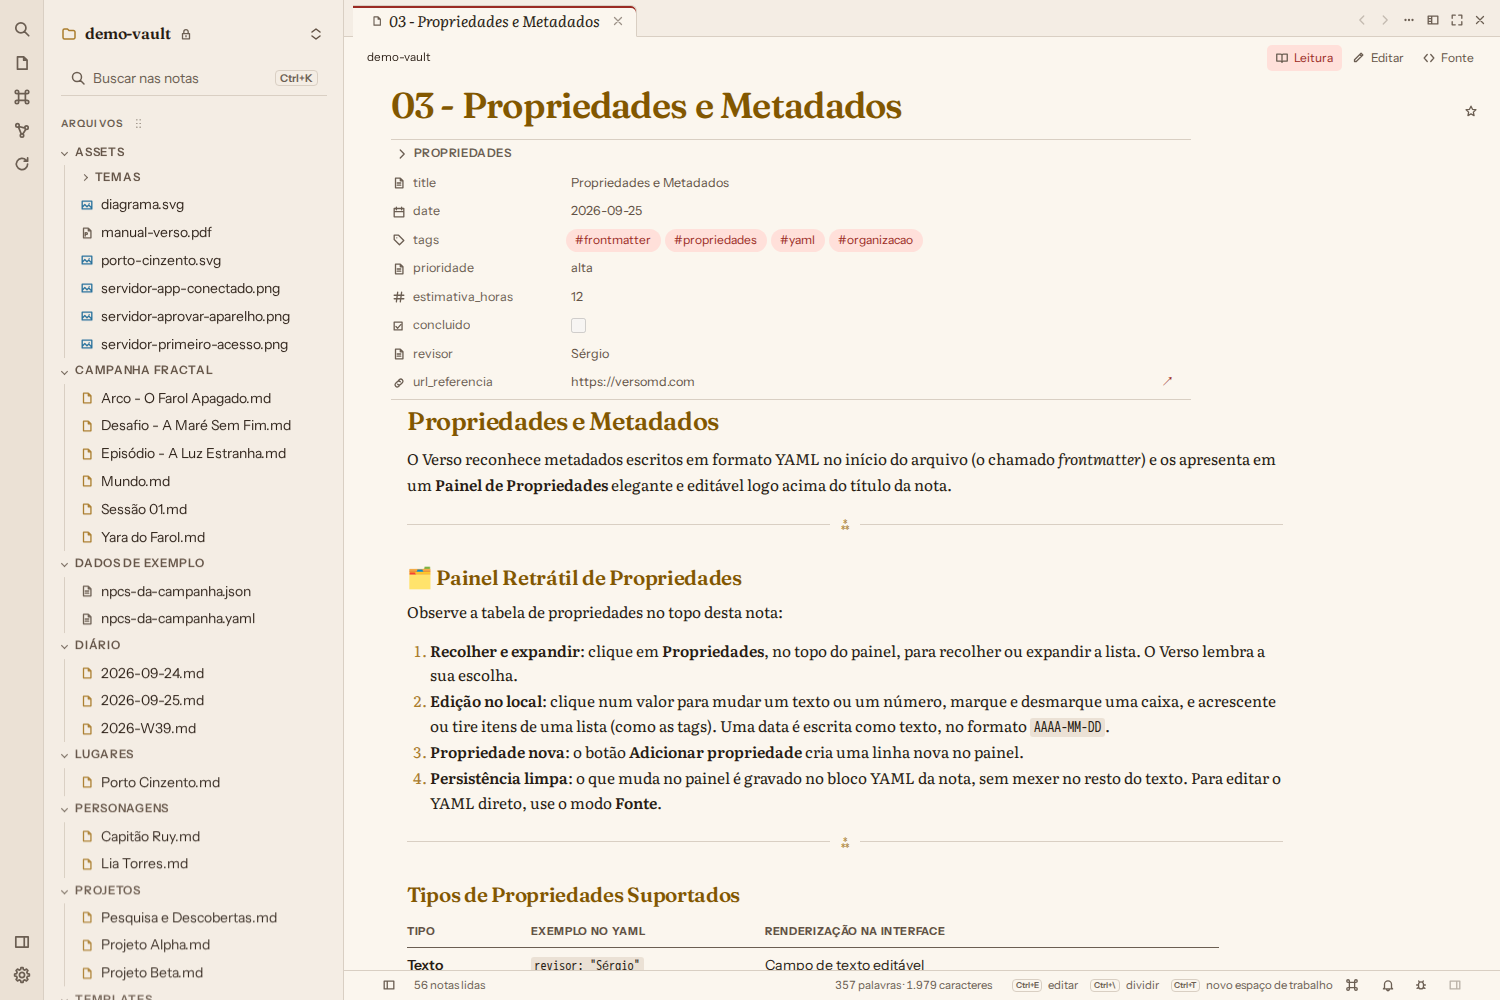 demo-vault
Buscar nas notas Ctrl+K
ARQUIVOS
ASSETS
TEMAS
diagrama.svg
manual-verso.pdf
porto-cinzento.svg
servidor-app-conectado.png
servidor-aprovar-aparelho.png
servidor-primeiro-acesso.png
CAMPANHA FRACTAL
Arco - O Farol Apagado.md
Desafio - A Maré Sem Fim.md
Episódio - A Luz Estranha.md
Mundo.md
Sessão 01.md
Yara do Farol.md
DADOS DE EXEMPLO
npcs-da-campanha.json
npcs-da-campanha.yaml
DIÁRIO
2026-09-24.md
2026-09-25.md
2026-W39.md
LUGARES
Porto Cinzento.md
PERSONAGENS
Capitão Ruy.md
Lia Torres.md
PROJETOS
Pesquisa e Descobertas.md
Projeto Alpha.md
Projeto Beta.md
TEMPLATES
03 - Propriedades e Metadados
demo-vault
Leitura Editar Fonte
03 - Propriedades e Metadados
PROPRIEDADES
title Propriedades e Metadados
date 2026-09-25
tags #frontmatter #propriedades #yaml #organizacao
prioridade alta
estimativa_horas 12
concluido
revisor Sérgio
url_referencia https://versomd.com
Propriedades e Metadados
O Verso reconhece metadados escritos em formato YAML no início do arquivo (o chamado frontmatter) e os apresenta em
um Painel de Propriedades elegante e editável logo acima do título da nota.
🗂️ Painel Retrátil de Propriedades
Observe a tabela de propriedades no topo desta nota:
1. Recolher e expandir: clique em Propriedades, no topo do painel, para recolher ou expandir a lista. O Verso lembra a
sua escolha.
2. Edição no local: clique num valor para mudar um texto ou um número, marque e desmarque uma caixa, e acrescente
ou tire itens de uma lista (como as tags). Uma data é escrita como texto, no formato AAAA-MM-DD.
3. Propriedade nova: o botão Adicionar propriedade cria uma linha nova no painel.
4. Persistência limpa: o que muda no painel é gravado no bloco YAML da nota, sem mexer no resto do texto. Para editar o
YAML direto, use o modo Fonte.
Tipos de Propriedades Suportados
TIPO EXEMPLO NO YAML RENDERIZAÇÃO NA INTERFACE
Texto revisor: "Sérgio" Campo de texto editável
56 notas lidas 357 palavras · 1.979 caracteres Ctrl+E editar Ctrl+\ dividir Ctrl+T novo espaço de trabalho